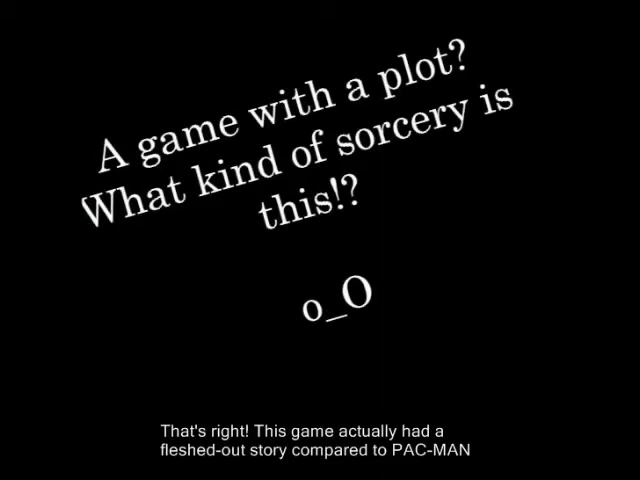 A game with a plot?
What kind of sorcery is
this!?
o_O
That's right! This game actually had a
fleshed-out story compared to PAC-MAN